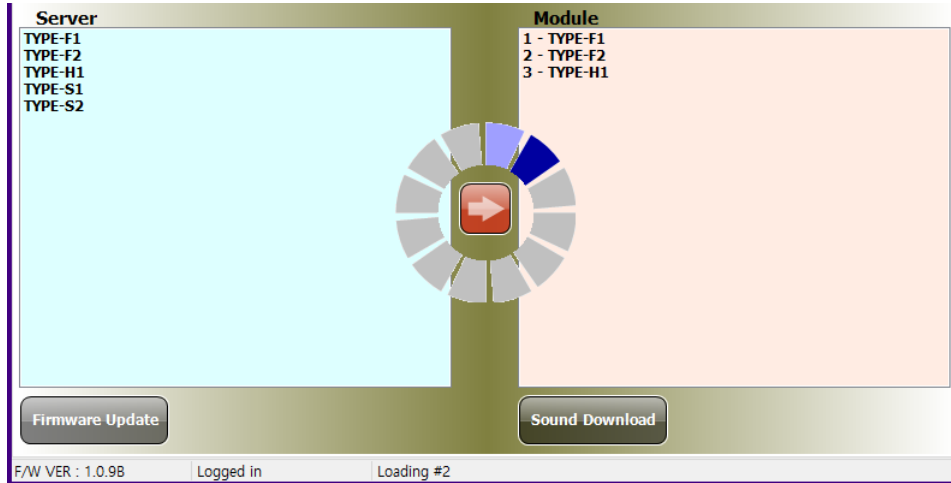 Server
TYPE-F1
TYPE-F2
TYPE-H1
TYPE-S1
TYPE-S2
Module
1 - TYPE-F1
2 - TYPE-F2
3 - TYPE-H1
Firmware Update
Sound Download
F/W VER : 1.0.9B
Logged in
Loading #2